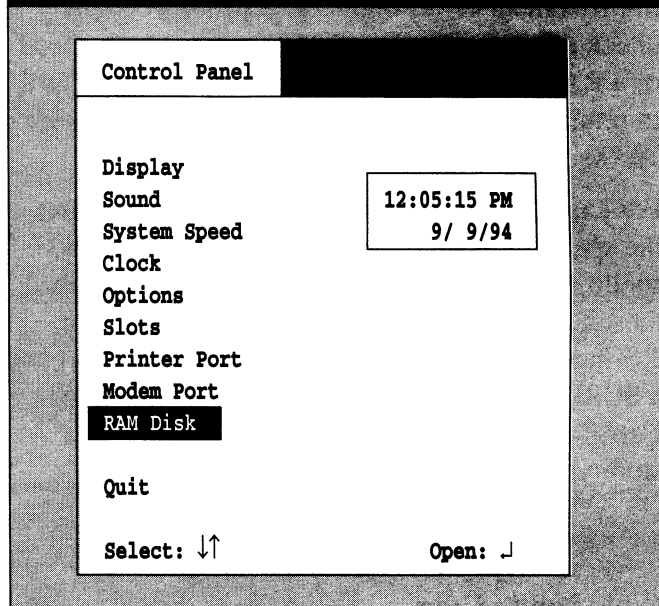 Control Panel
Display
Sound
12:05:15 PM
System Speed
9/ 9/94
Clock
Options
Slots
Printer Port
Modem Port
RAM Disk
Quit
Select: ↓↑
Open: ↵